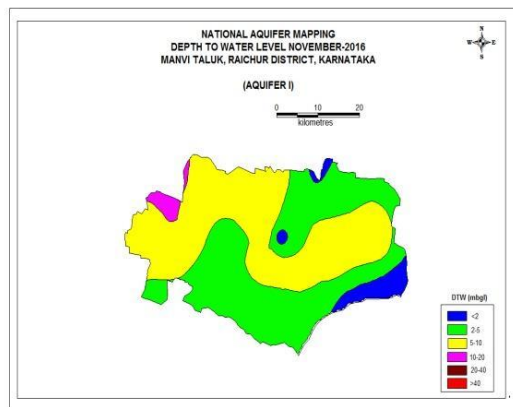 NATIONAL AQUIFER MAPPING
DEPTH TO WATER LEVEL NOVEMBER-2016
MANVI TALUK, RAICHUR DISTRICT, KARNATAKA
(AQUIFER I)
N
W E
S
0 10 20
kilometres
DTW (mbgl)
<2
2-5
5-10
10-20
20-40
>40